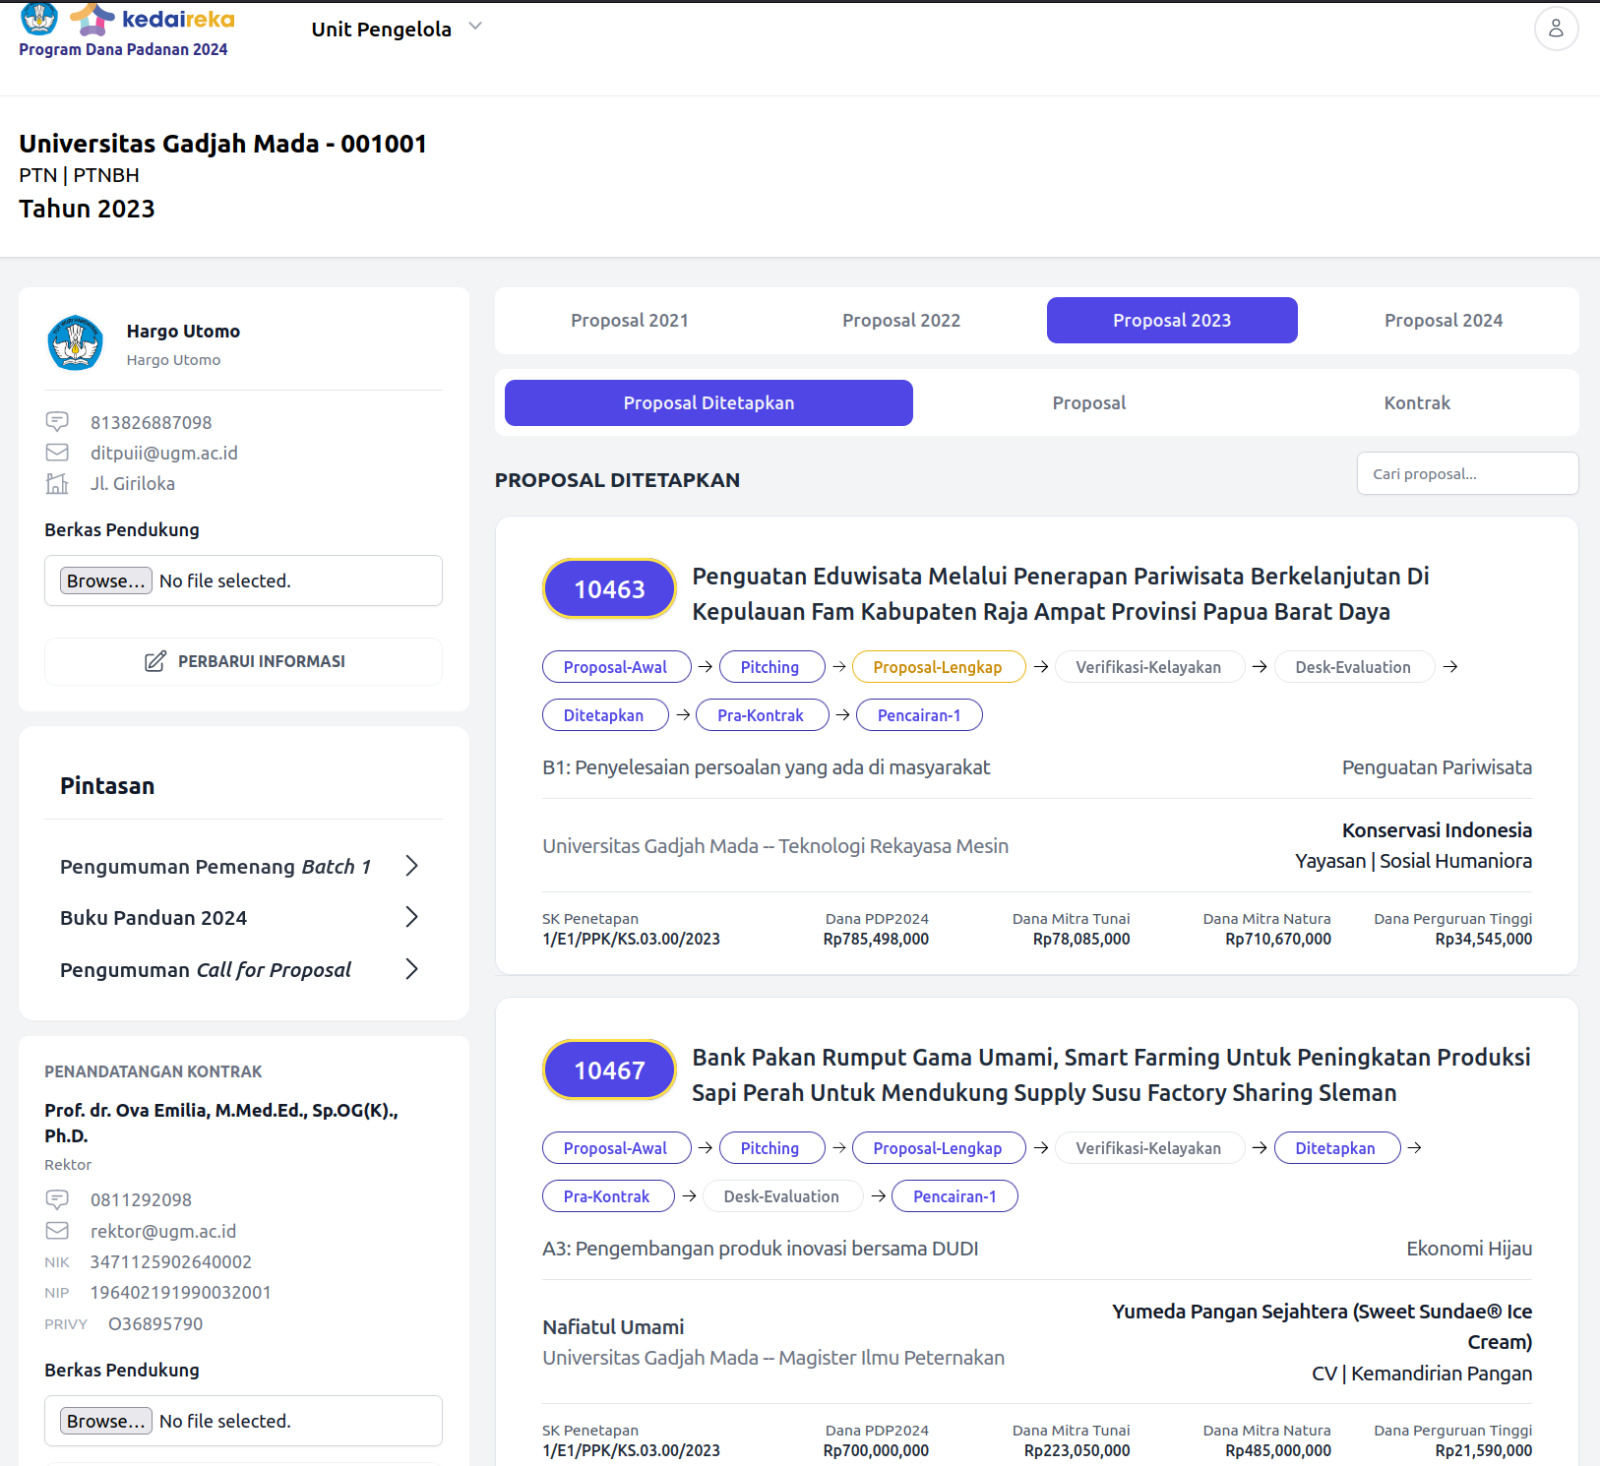 kedaireka
Program Dana Padanan 2024
Unit Pengelola
Universitas Gadjah Mada - 001001
PTN | PTNBH
Tahun 2023
Hargo Utomo
Hargo Utomo
813826887098
ditpuii@ugm.ac.id
Jl. Giriloka
Berkas Pendukung
Browse... No file selected.
PERBARUI INFORMASI
Pintasan
Pengumuman Pemenang Batch 1
Buku Panduan 2024
Pengumuman Call for Proposal
PENANDATANGAN KONTRAK
Prof. dr. Ova Emilia, M.Med.Ed., Sp.OG(K).,
Ph.D.
Rektor
0811292098
rektor@ugm.ac.id
NIK 3471125902640002
NIP 196402191990032001
PRIVY O36895790
Berkas Pendukung
Browse... No file selected.
Proposal 2021 Proposal 2022 Proposal 2023 Proposal 2024
Proposal Ditetapkan Proposal Kontrak
PROPOSAL DITETAPKAN
Cari proposal...
10463
Penguatan Eduwisata Melalui Penerapan Pariwisata Berkelanjutan Di
Kepulauan Fam Kabupaten Raja Ampat Provinsi Papua Barat Daya
Proposal-Awal → Pitching → Proposal-Lengkap → Verifikasi-Kelayakan → Desk-Evaluation →
Ditetapkan → Pra-Kontrak → Pencairan-1
B1: Penyelesaian persoalan yang ada di masyarakat
Penguatan Pariwisata
Universitas Gadjah Mada -- Teknologi Rekayasa Mesin
Konservasi Indonesia
Yayasan | Sosial Humaniora
SK Penetapan Dana PDP2024 Dana Mitra Tunai Dana Mitra Natura Dana Perguruan Tinggi
1/E1/PPK/KS.03.00/2023 Rp785,498,000 Rp78,085,000 Rp710,670,000 Rp34,545,000
10467
Bank Pakan Rumput Gama Umami, Smart Farming Untuk Peningkatan Produksi
Sapi Perah Untuk Mendukung Supply Susu Factory Sharing Sleman
Proposal-Awal → Pitching → Proposal-Lengkap → Verifikasi-Kelayakan → Ditetapkan →
Pra-Kontrak → Desk-Evaluation → Pencairan-1
A3: Pengembangan produk inovasi bersama DUDI
Ekonomi Hijau
Nafiatul Umami
Universitas Gadjah Mada -- Magister Ilmu Peternakan
Yumeda Pangan Sejahtera (Sweet Sundae® Ice
Cream)
CV | Kemandirian Pangan
SK Penetapan Dana PDP2024 Dana Mitra Tunai Dana Mitra Natura Dana Perguruan Tinggi
1/E1/PPK/KS.03.00/2023 Rp700,000,000 Rp223,050,000 Rp485,000,000 Rp21,590,000